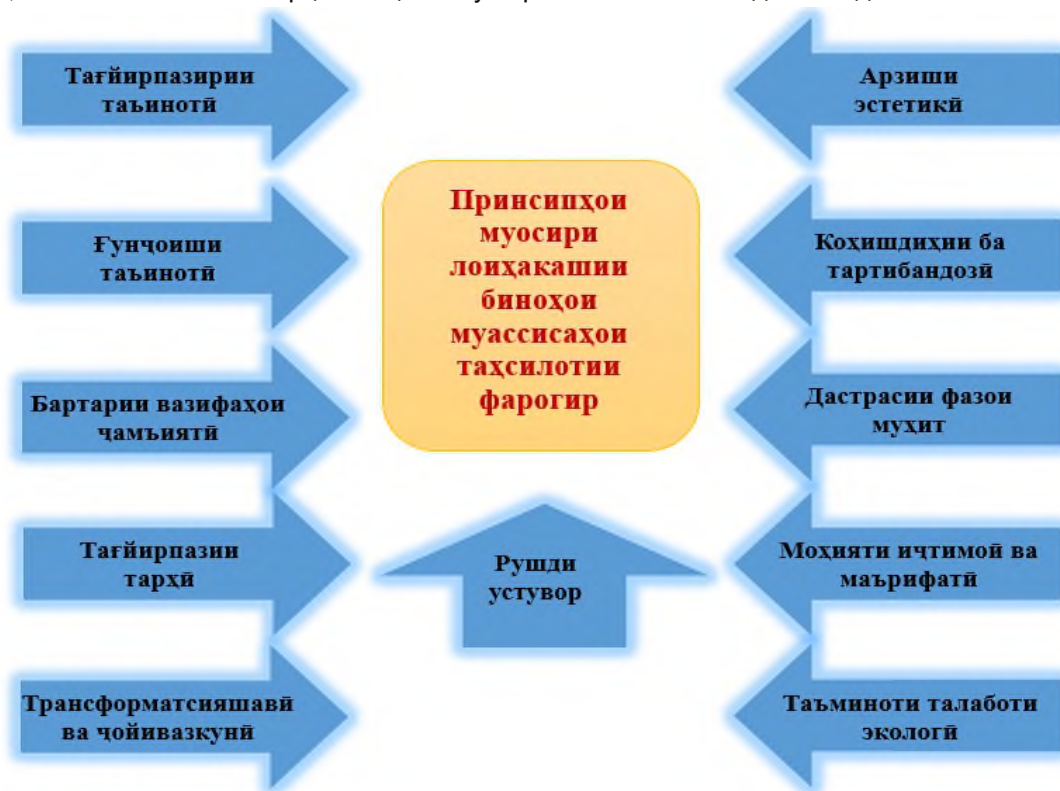 Тағйирпазирии
таъинотӣ
Арзиши
эстетикӣ
Принсипҳои
муосири
лоиҳакашии
биноҳои
муассисаҳои
таҳсилотии
фарогир
Ғунҷоиши
таъинотӣ
Коҳишдиҳии ба
тартибандозӣ
Бартарии вазифаҳои
ҷамъиятӣ
Дастрасии фазои
муҳит
Тағйирпазии
тарҳӣ
Рушди
устувор
Моҳияти иҷтимоӣ ва
маърифатӣ
Трансформатсияшавӣ
ва ҷойивазкунӣ
Таъминоти талаботи
экологӣ